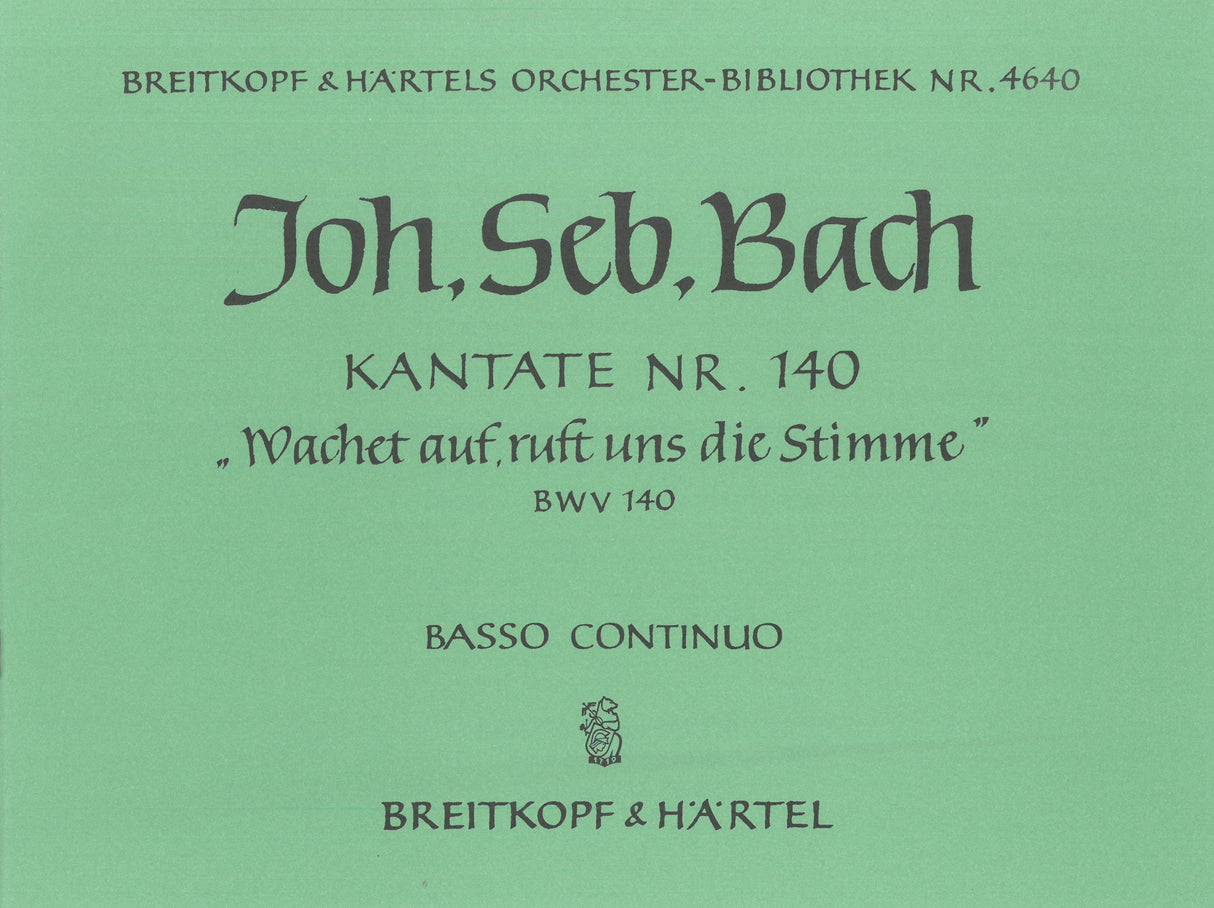 BREITKOPF & HÄRTELS ORCHESTER-BIBLIOTHEK NR. 4640
Joh. Seb. Bach
KANTATE NR. 140
„Wachet auf, ruft uns die Stimme”
BWV 140
BASSO CONTINUO
1719
BREITKOPF & HÄRTEL